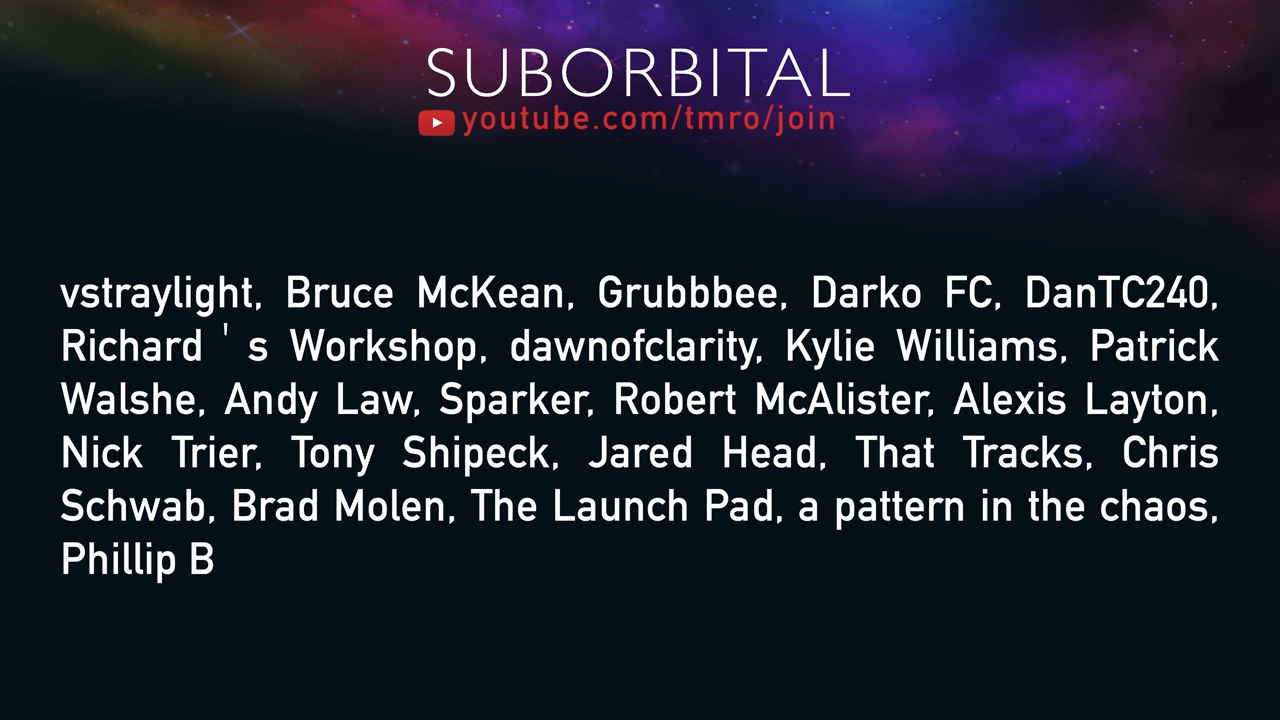 SUBORBITAL
youtube.com/tmro/join
vstraylight, Bruce McKean, Grubbbee, Darko FC, DanTC240,
Richard ' s Workshop, dawnofclarity, Kylie Williams, Patrick
Walshe, Andy Law, Sparker, Robert McAlister, Alexis Layton,
Nick Trier, Tony Shipeck, Jared Head, That Tracks, Chris
Schwab, Brad Molen, The Launch Pad, a pattern in the chaos,
Phillip B